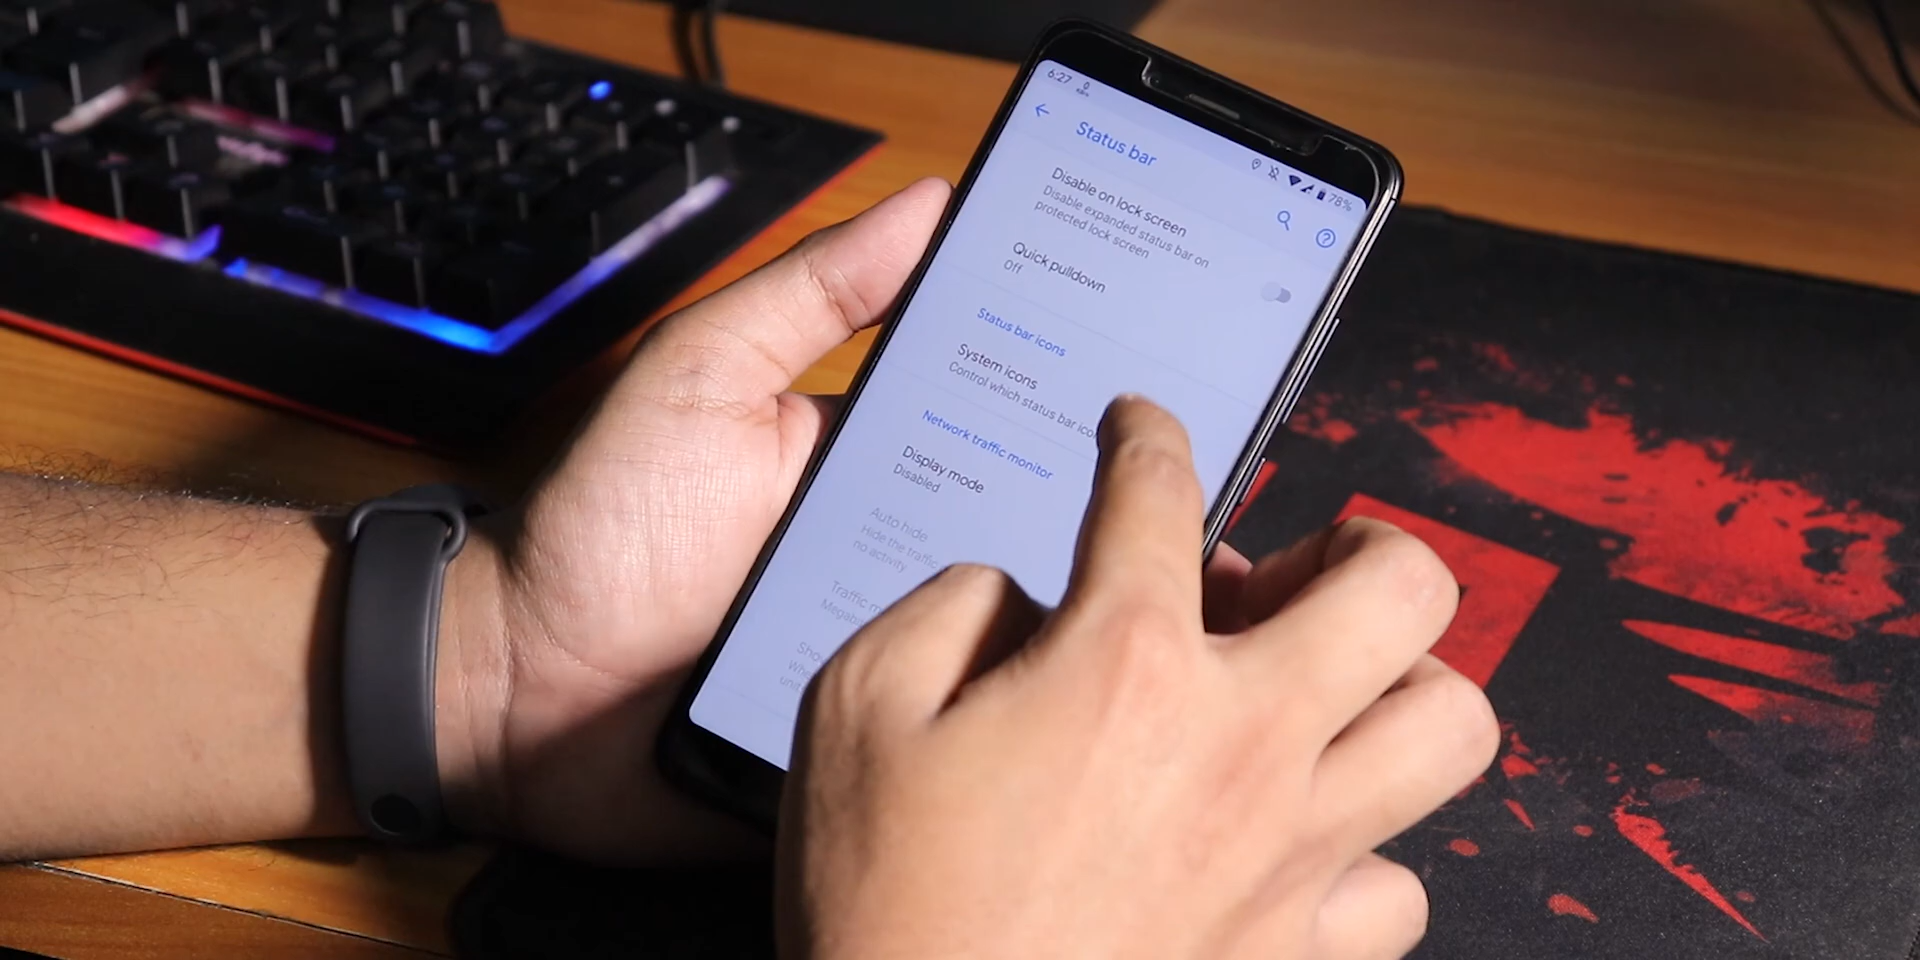 6:27
78%
Status bar
Disable on lock screen
Disable expanded status bar on
protected lock screen
Quick pulldown
Off
Status bar icons
System icons
Control which status bar
Network traffic monitor
Display mode
Disabled
Auto hide
Hide the traffic
no activity
Traffic